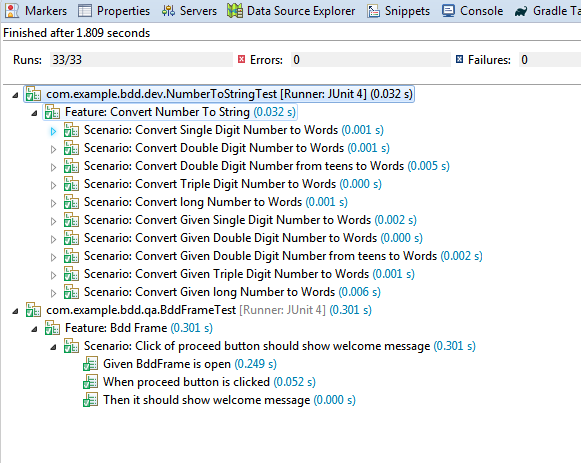 Markers Properties Servers Data Source Explorer Snippets Console Gradle Ta
Finished after 1.809 seconds
Runs: 33/33 Errors: 0 Failures: 0
com.example.bdd.dev.NumberToStringTest [Runner: JUnit 4] (0.032 s)
Feature: Convert Number To String (0.032 s)
Scenario: Convert Single Digit Number to Words (0.001 s)
Scenario: Convert Double Digit Number to Words (0.001 s)
Scenario: Convert Double Digit Number from teens to Words (0.005 s)
Scenario: Convert Triple Digit Number to Words (0.000 s)
Scenario: Convert long Number to Words (0.001 s)
Scenario: Convert Given Single Digit Number to Words (0.002 s)
Scenario: Convert Given Double Digit Number to Words (0.000 s)
Scenario: Convert Given Double Digit Number from teens to Words (0.002 s)
Scenario: Convert Given Triple Digit Number to Words (0.001 s)
Scenario: Convert Given long Number to Words (0.006 s)
com.example.bdd.qa.BddFrameTest [Runner: JUnit 4] (0.301 s)
Feature: Bdd Frame (0.301 s)
Scenario: Click of proceed button should show welcome message (0.301 s)
Given BddFrame is open (0.249 s)
When proceed button is clicked (0.052 s)
Then it should show welcome message (0.000 s)